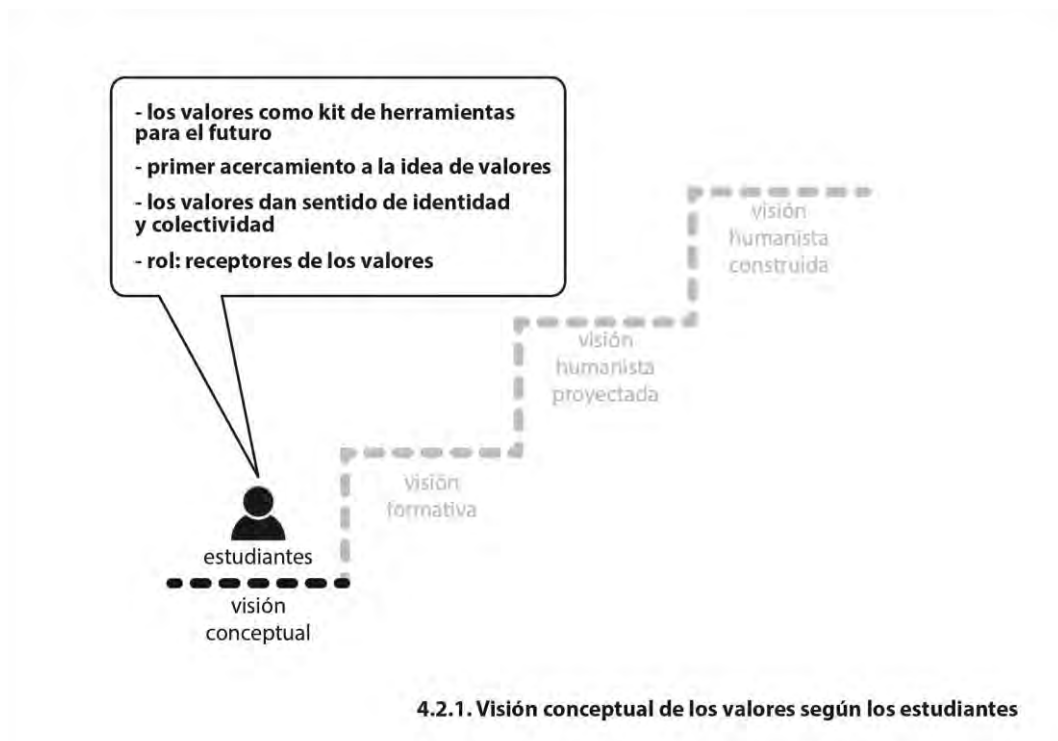 - los valores como kit de herramientas
para el futuro
- primer acercamiento a la idea de valores
- los valores dan sentido de identidad
y colectividad
- rol: receptores de los valores
visión
humanista
construida
visión
humanista
proyectada
visión
formativa
estudiantes
visión
conceptual
4.2.1. Visión conceptual de los valores según los estudiantes